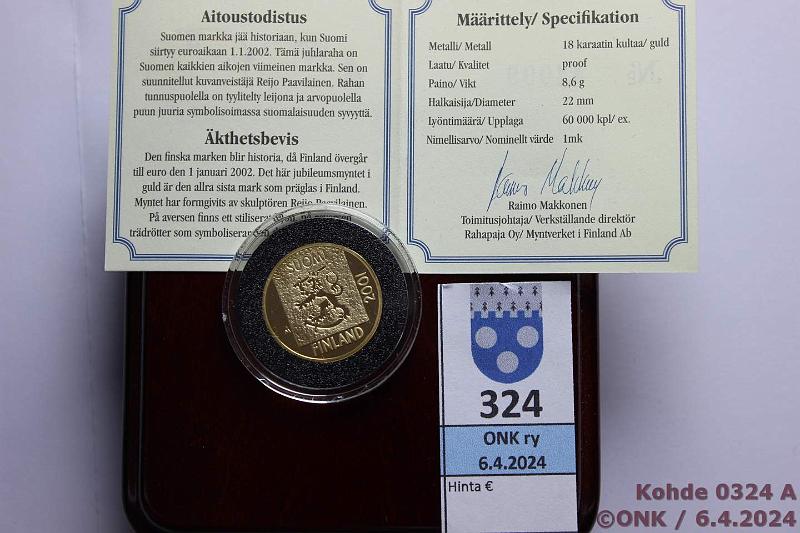 Aitoustodistus
Suomen markka jää historiaan, kun Suomi
siirtyy euroaikaan 1.1.2002. Tämä juhlaraha on
Suomen kaikkien aikojen viimeinen markka. Sen on
suunnitellut kuvanveistäjä Reijo Paavilainen. Rahan
tunnuspuolella on tyylitelty leijona ja arvopuolella
puun juuria symbolisoimassa suomalaisuuden syvyyttä.
Äkthetsbevis
Den finska marken blir historia, då Finland övergår
till euro den 1 januari 2002. Det här jubileumsmyntet i
guld är den allra sista mark som präglas i Finland.
Myntet har formgivits av skulptören Reijo Paavilainen.
På aversen finns ett stiliserat
trädrötter som symboliserar
Määrittely/ Specifikation
Metalli/ Metall 18 karaatin kultaa/ guld
Laatu/ Kvalitet proof
Paino/ Vikt 8,6 g
Halkaisija/Diameter 22 mm
Lyöntimäärä/ Upplaga 60 000 kpl/ ex.
Nimellisarvo/ Nominellt värde 1mk
Raimo Makkonen
Raimo Makkonen
Toimitusjohtaja/ Verkställande direktör
Rahapaja Oy/ Myntverket i Finland Ab
SUOMI
2001
FINLAND
324
ONK ry
6.4.2024
Hinta €
Kohde 0324 A
©ONK / 6.4.2024